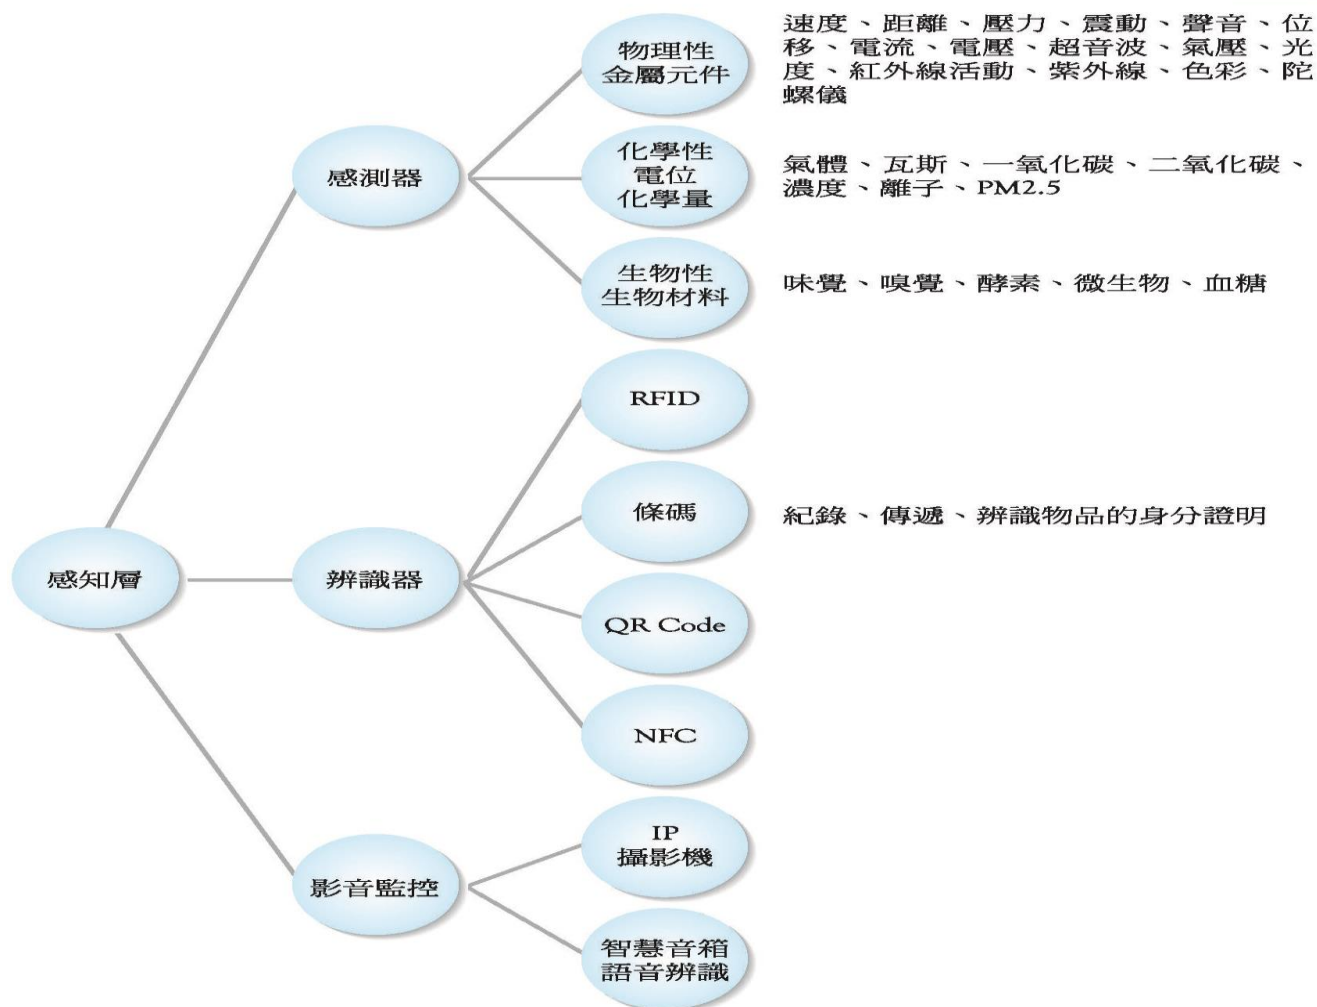 感知層
感測器
物理性
金屬元件
速度、距離、壓力、震動、聲音、位
移、電流、電壓、超音波、氣壓、光
度、紅外線活動、紫外線、色彩、陀
螺儀
化學性
電位
化學量
氣體、瓦斯、一氧化碳、二氧化碳、
濃度、離子、PM2.5
生物性
生物材料
味覺、嗅覺、酵素、微生物、血糖
辨識器
RFID
條碼
紀錄、傳遞、辨識物品的身分證明
QR Code
NFC
影音監控
IP
攝影機
智慧音箱
語音辨識